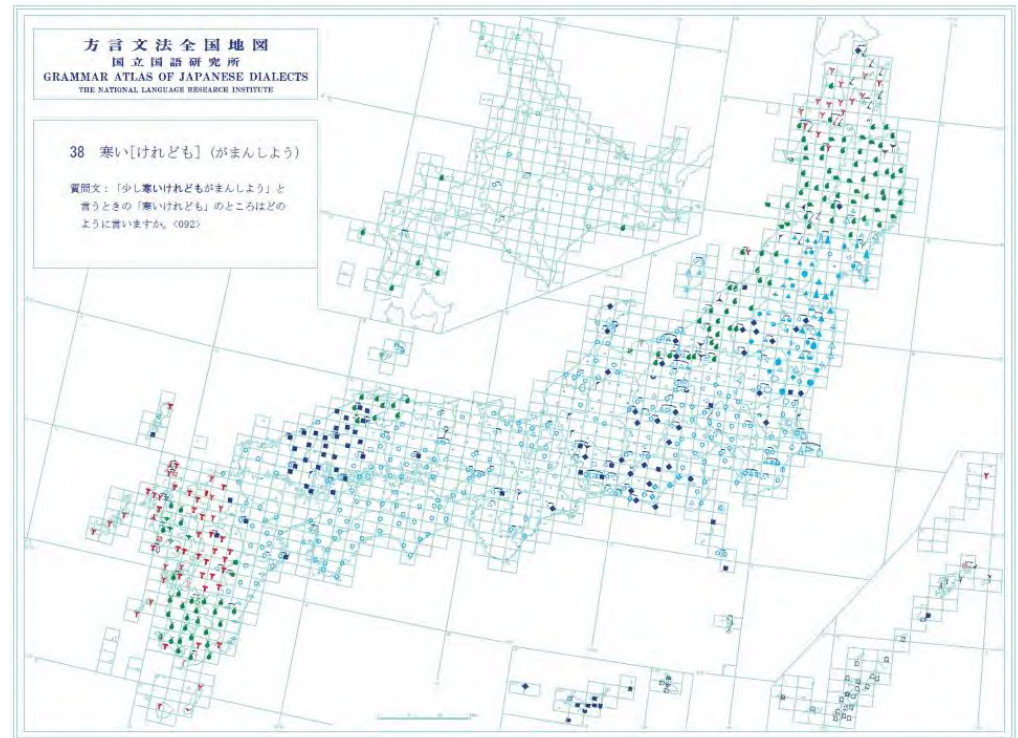 方言文法全国地図
国立国語研究所
GRAMMAR ATLAS OF JAPANESE DIALECTS
THE NATIONAL LANGUAGE RESEARCH INSTITUTE
38 寒い[けれども] (がまんしよう)
質問文:「少し寒いけれどもがまんしよう」と
言うときの「寒いけれども」のところはどの
ように言いますか。<092>